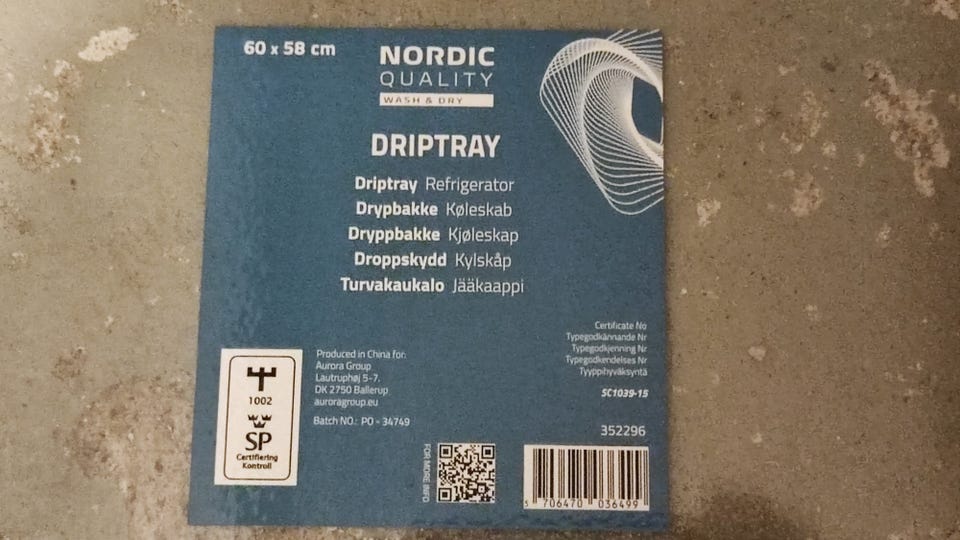 60 x 58 cm
NORDIC
QUALITY
WASH & DRY
DRIPTRAY
Driptray Refrigerator
Drypbakke Køleskab
Dryppbakke Kjøleskap
Droppskydd Kylskåp
Turvakaukalo Jääkaappi
Certificate No
Typegodkännande Nr
Typegodkjenning Nr
Typegodkendelses Nr
Tyyppihyväksyntä
SC1039-15
352296
1002
SP
Certifiering
Kontroll
Produced in China for:
Aurora Group
Lautruphøj 5-7.
DK 2750 Ballerup
auroragroup.eu
Batch NO.: PO - 34749
FOR MORE INFO
5 706470 036499